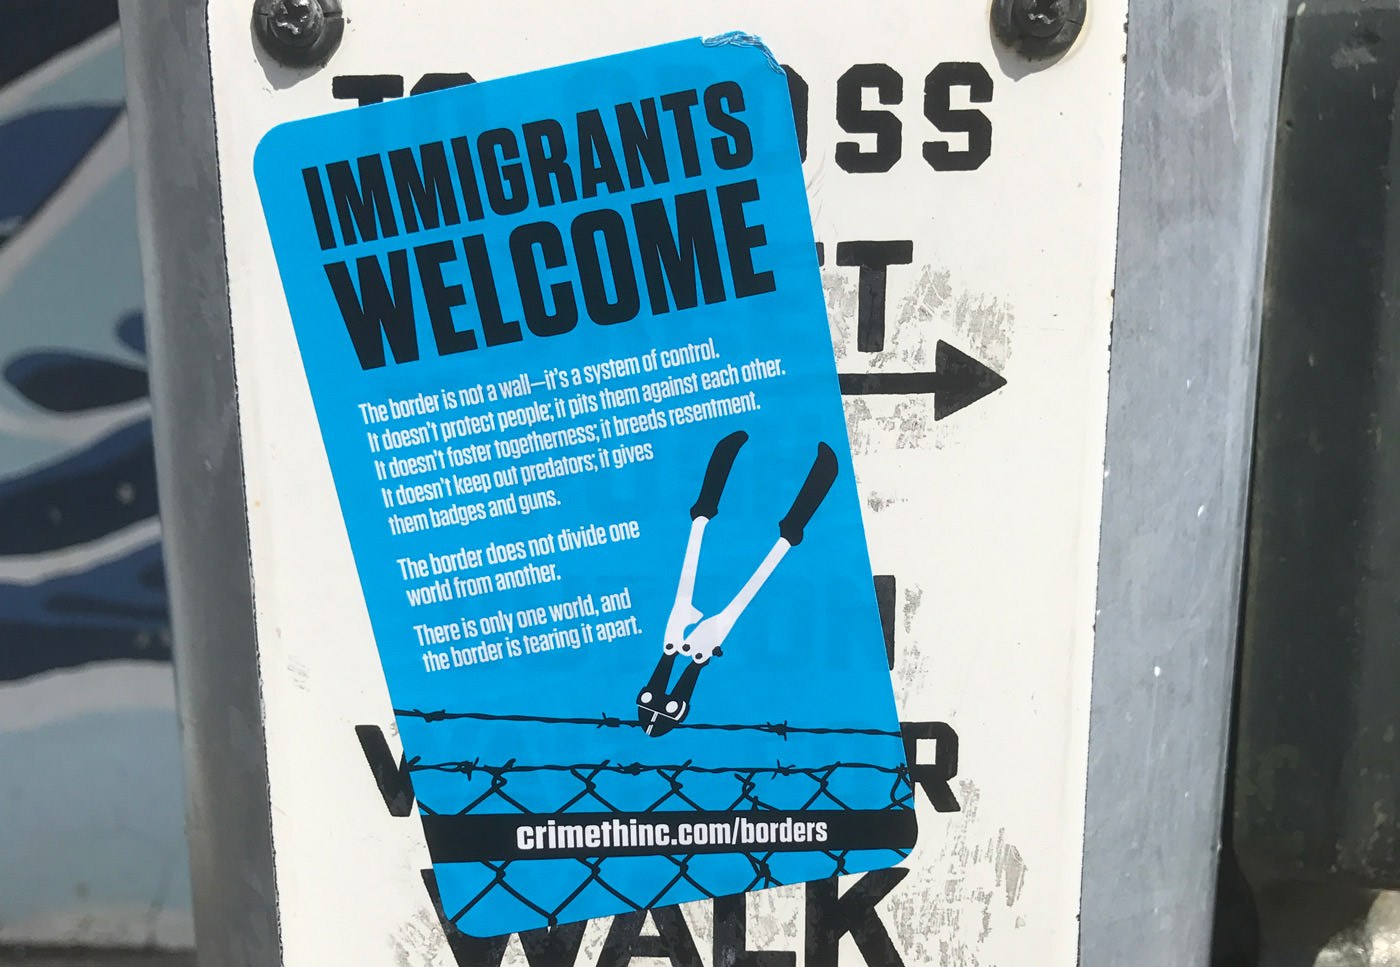 IMMIGRANTS
WELCOME
The border is not a wall—it's a system of control.
It doesn't protect people; it pits them against each other.
It doesn't foster togetherness; it breeds resentment.
It doesn't keep out predators; it gives
them badges and guns.
The border does not divide one
world from another.
There is only one world, and
the border is tearing it apart.
crimethinc.com/borders
TO
OSS
T
W
R
WALK